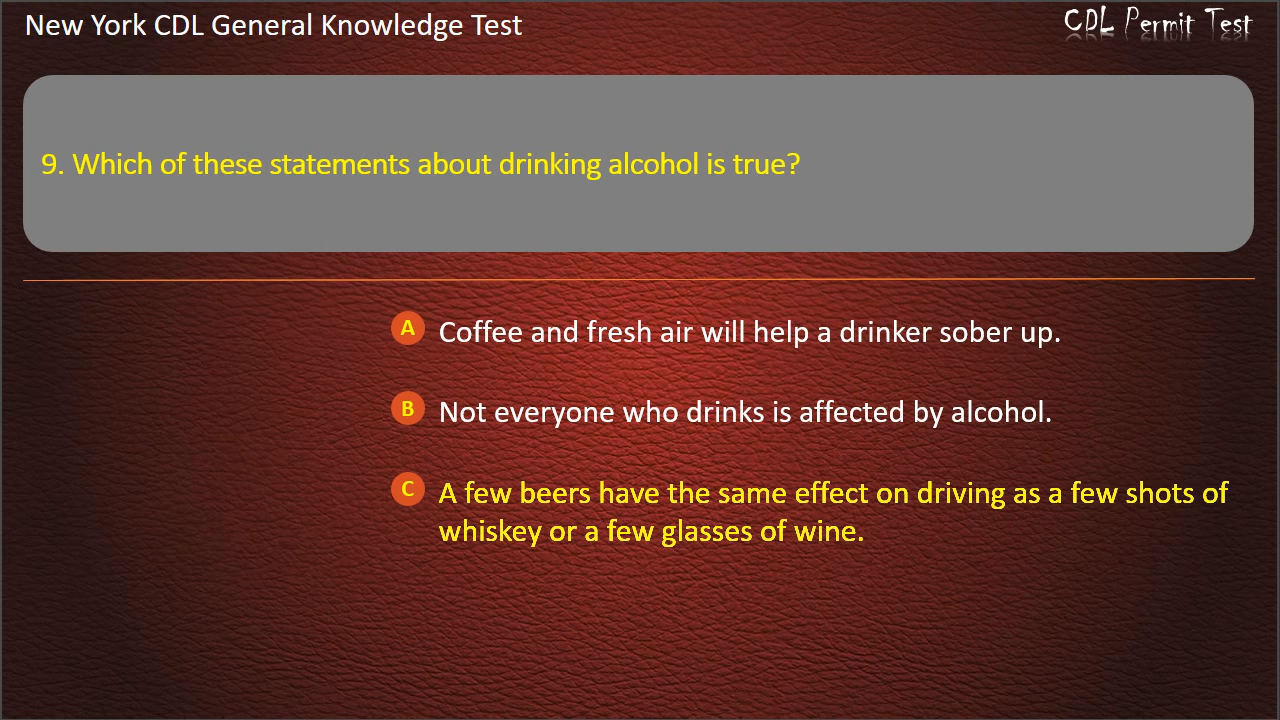 New York CDL General Knowledge Test
CDL Permit Test
9. Which of these statements about drinking alcohol is true?
A Coffee and fresh air will help a drinker sober up.
B Not everyone who drinks is affected by alcohol.
C A few beers have the same effect on driving as a few shots of
whiskey or a few glasses of wine.